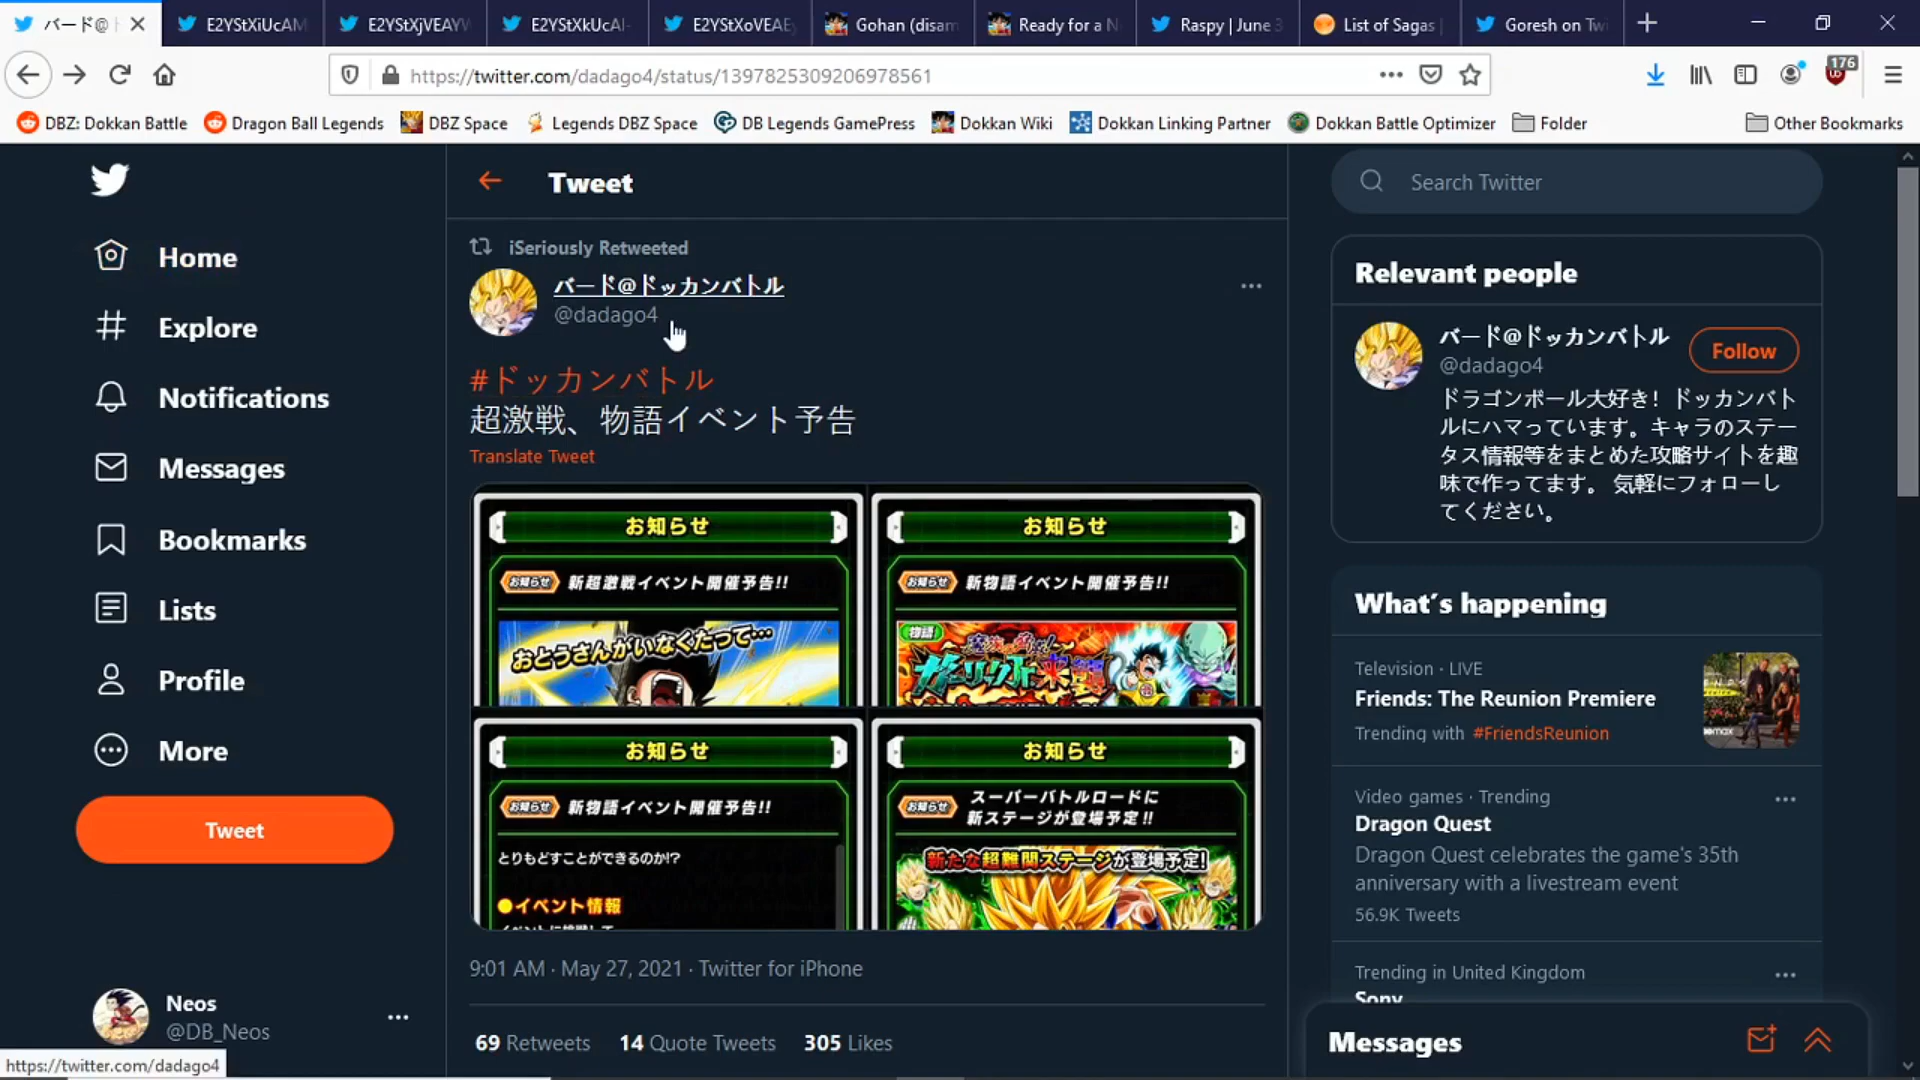 バード@ド
E2YStXiUcAM
E2YStXjVEAYV
E2YStXkUcAI-
E2YStXoVEAE
Gohan (disam
Ready for a N
Raspy | June 3
List of Sagas |
Goresh on Tw
https://twitter.com/dadago4/status/1397825309206978561
176
DBZ: Dokkan Battle
Dragon Ball Legends
DBZ Space
Legends DBZ Space
DB Legends GamePress
Dokkan Wiki
Dokkan Linking Partner
Dokkan Battle Optimizer
Folder
Other Bookmarks
Home
Explore
Notifications
Messages
Bookmarks
Lists
Profile
More
Tweet
Neos
@DB_Neos
https://twitter.com/dadago4
Tweet
iSeriously Retweeted
バード@ドッカンバトル
@dadago4
#ドッカンバトル
超激戦、物語イベント予告
Translate Tweet
お知らせ
お知らせ 新超激戦イベント開催予告!!
おとうさんがいなくたって…
お知らせ
お知らせ 新物語イベント開催予告!!
物語
ガーリックJr.来襲
お知らせ
お知らせ 新物語イベント開催予告!!
とりもどすことができるのか!?
●イベント情報
お知らせ
お知らせ スーパーバトルロードに
新ステージが登場予定!!
新たな超難関ステージが登場予定!
9:01 AM · May 27, 2021 · Twitter for iPhone
69 Retweets 14 Quote Tweets 305 Likes
Search Twitter
Relevant people
バード@ドッカンバトル
@dadago4
Follow
ドラゴンボール大好き！ドッカンバト
ルにハマっています。キャラのステー
タス情報等をまとめた攻略サイトを趣
味で作ってます。 気軽にフォローし
てください。
What's happening
Television · LIVE
Friends: The Reunion Premiere
Trending with #FriendsReunion
Video games · Trending
Dragon Quest
Dragon Quest celebrates the game's 35th
anniversary with a livestream event
56.9K Tweets
Trending in United Kingdom
Sony
Messages